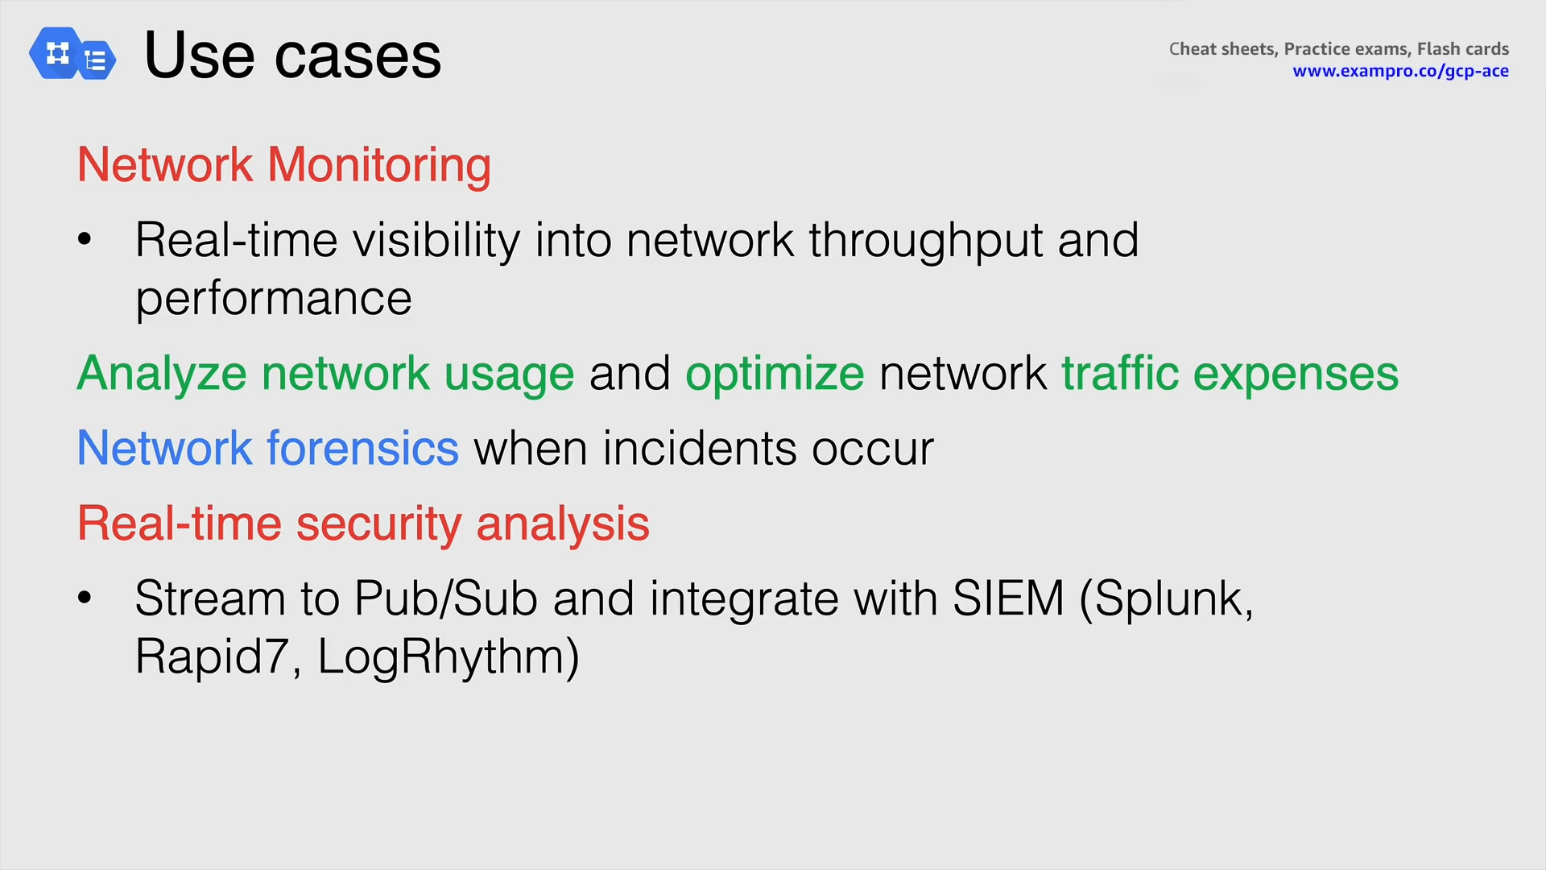 Use cases
Cheat sheets, Practice exams, Flash cards
www.exampro.co/gcp-ace
Network Monitoring
• Real-time visibility into network throughput and
performance
Analyze network usage and optimize network traffic expenses
Network forensics when incidents occur
Real-time security analysis
• Stream to Pub/Sub and integrate with SIEM (Splunk,
Rapid7, LogRhythm)